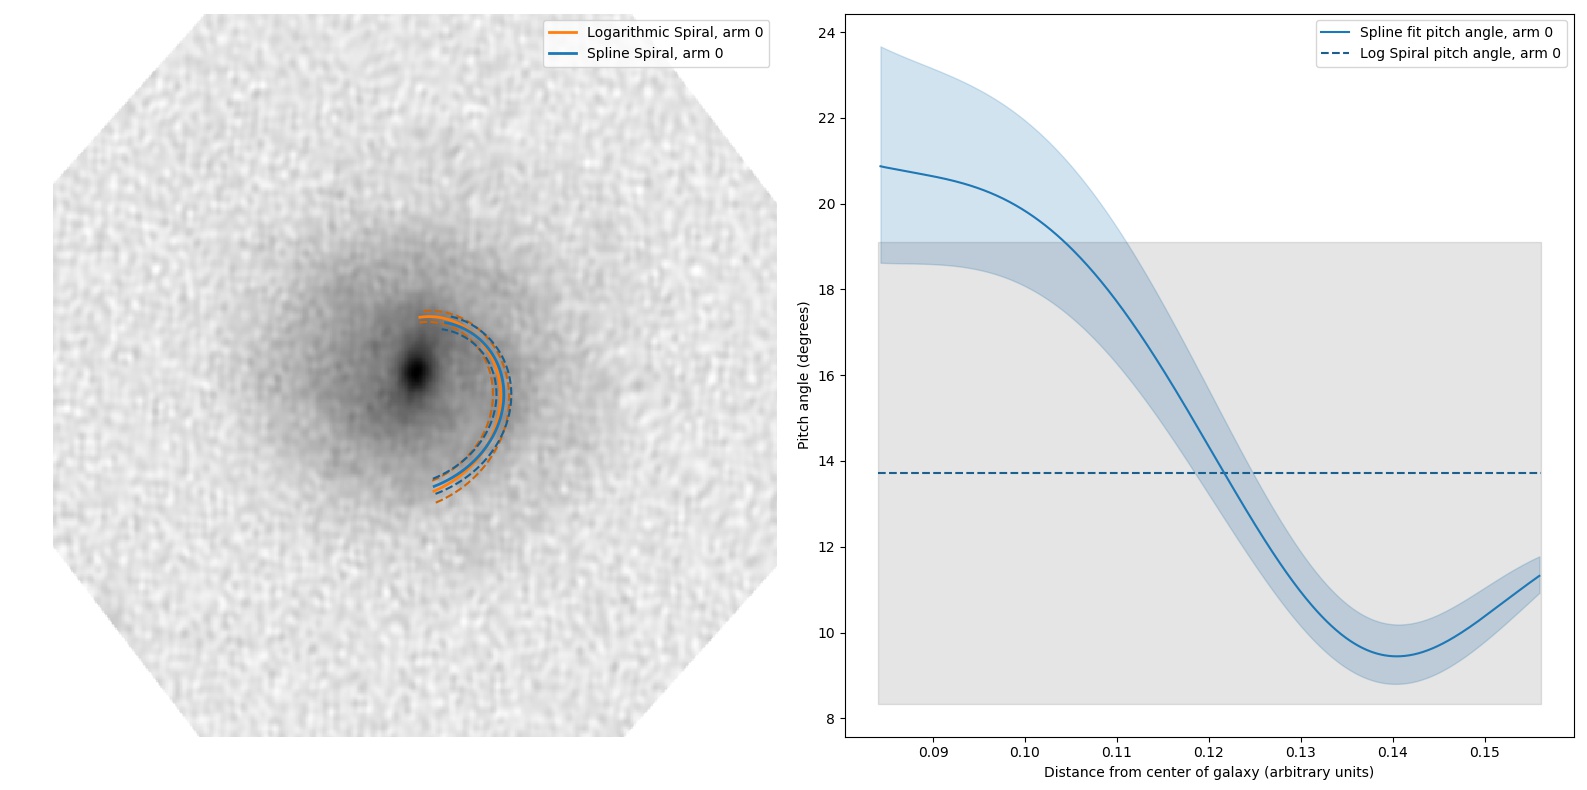 Logarithmic Spiral, arm 0
Spline Spiral, arm 0
Spline fit pitch angle, arm 0
Log Spiral pitch angle, arm 0
Pitch angle (degrees)
24
22
20
18
16
14
12
10
8
0.09 0.10 0.11 0.12 0.13 0.14 0.15
Distance from center of galaxy (arbitrary units)